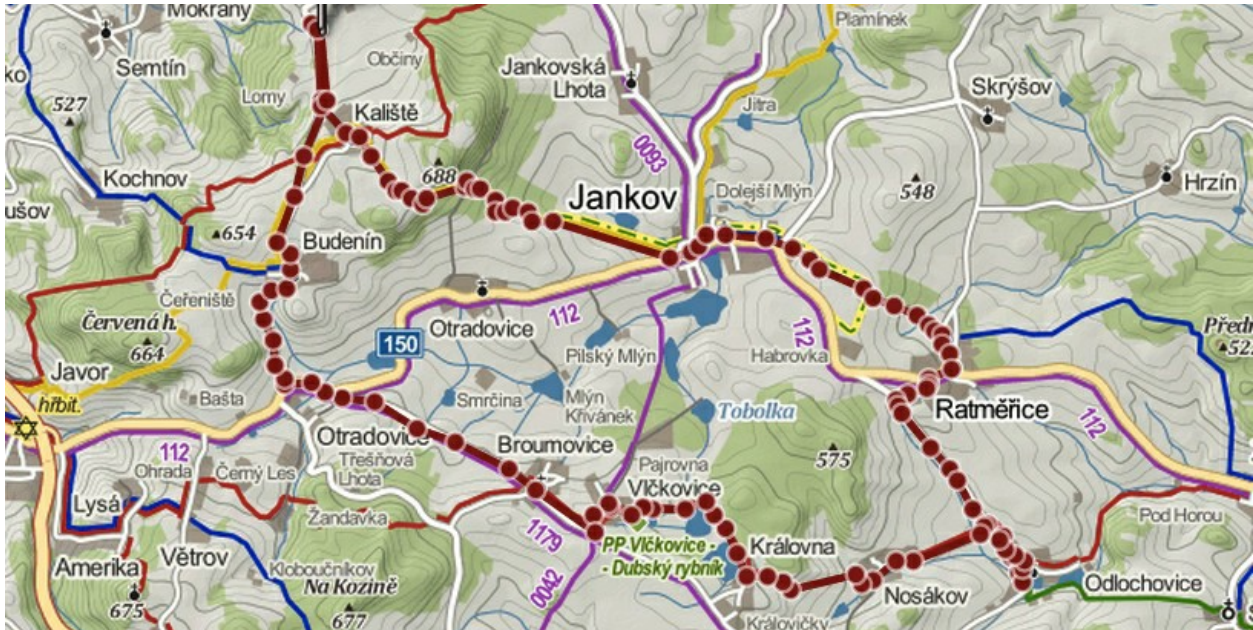 Mokřany
Semtín
Občiny
Plamínek
Jankovská
Lhota
Skrýšov
ko
527
Lomy
Kaliště
Jitra
0093
Kochnov
688
Jankov
Dolejší Mlýn
548
Hrzín
ušov
654
Budenín
Čeřeniště
Červená h.
664
Otradovice
112
150
Pilský Mlýn
112
Habrovka
Předn
Javor
hřbit.
Bašta
Smrčina
Mlýn
Křivánek
Tobolka
Ratměřice
112
112
Otradovice
Broumovice
Ohrada
Černý Les
Třešňová
Lhota
Pajrovna
575
Lysá
Vlčkovice
Žandavka
1179
Pod Horou
Větrov
PP Vlčkovice -
- Dubský rybník
Královna
Amerika
Kloboučníkov
Na Kozině
0042
Nosákov
Odlochovice
675
677
Královičky